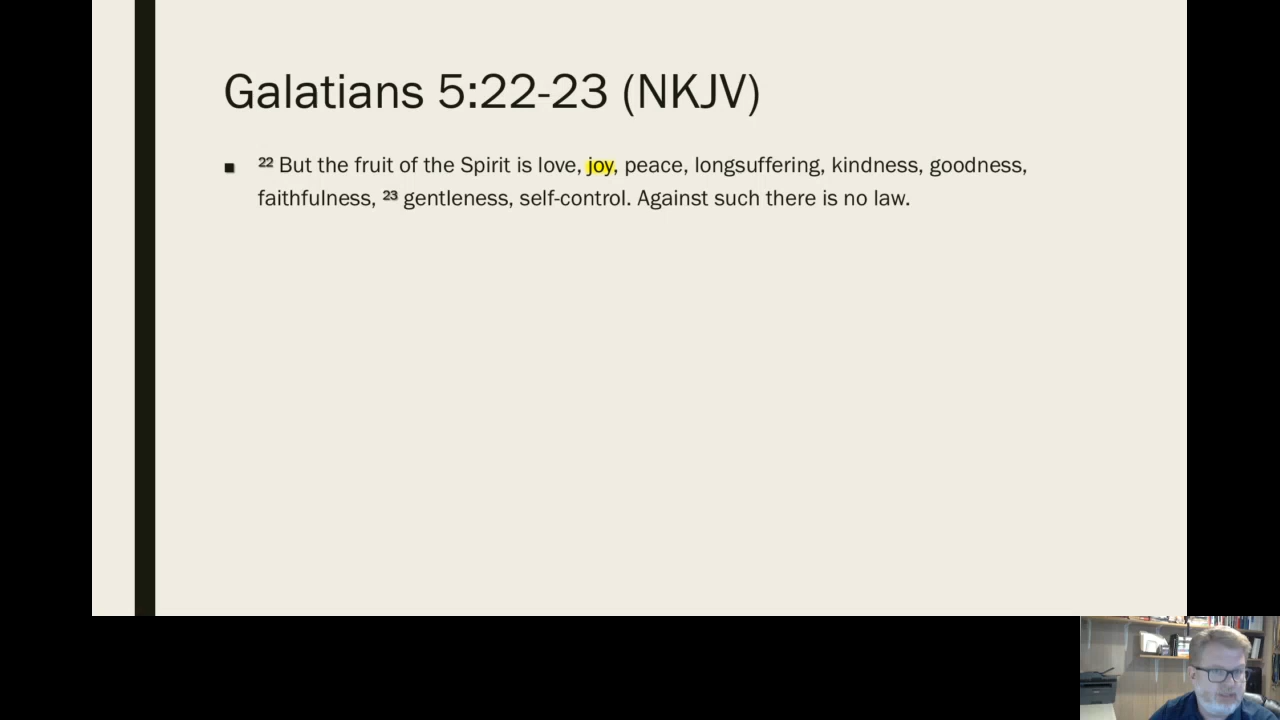 Galatians 5:22-23 (NKJV)
■ ²² But the fruit of the Spirit is love, joy, peace, longsuffering, kindness, goodness,
faithfulness, ²³ gentleness, self-control. Against such there is no law.